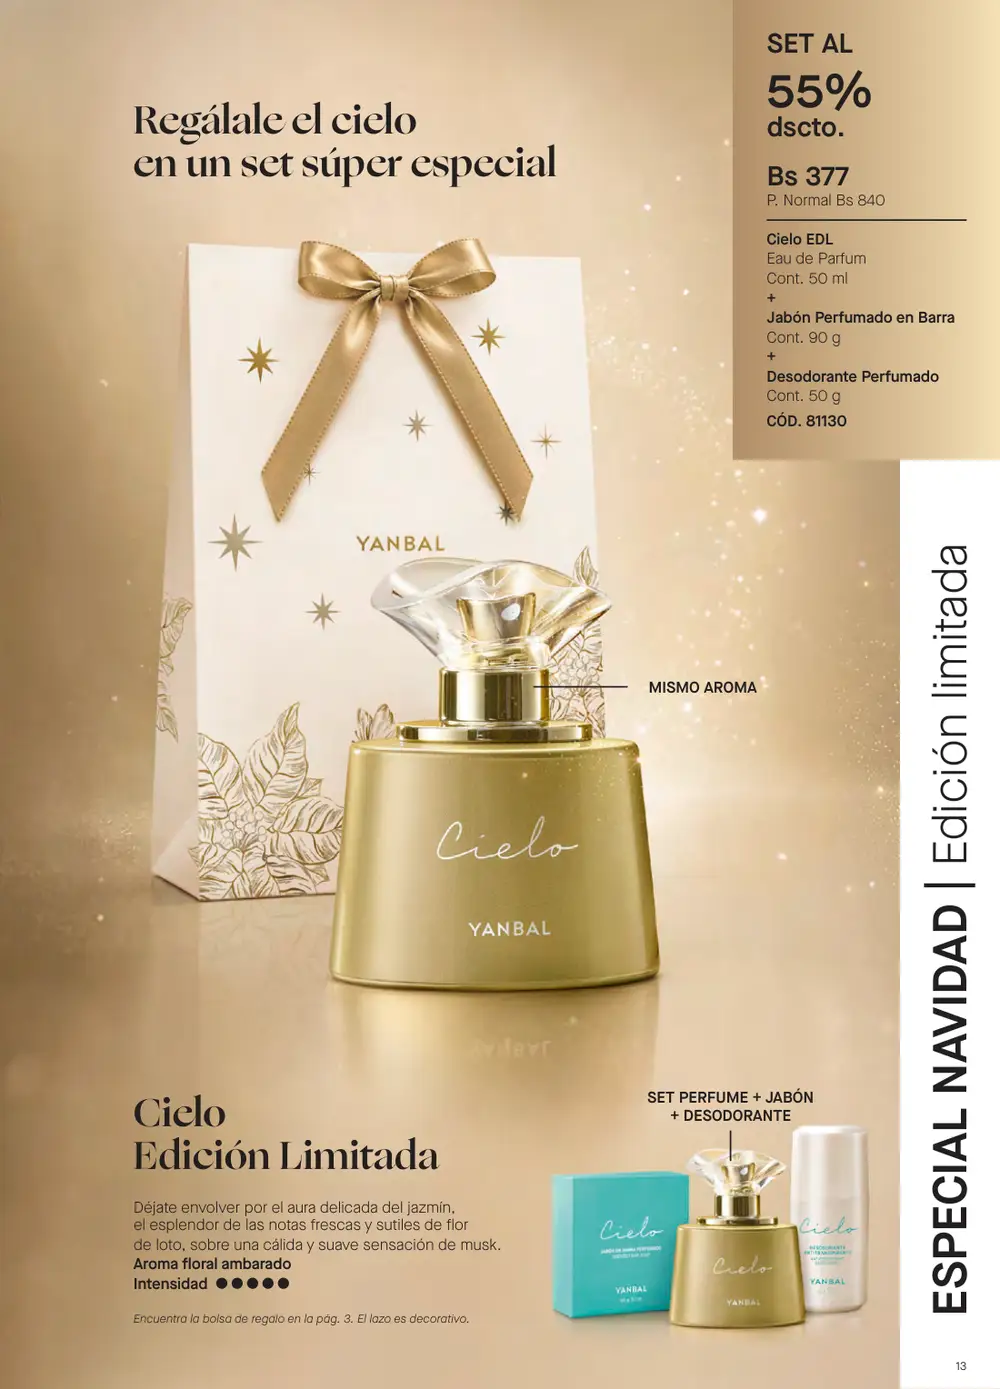 Regálale el cielo
en un set súper especial
SET AL
55%
dscto.
Bs 377
P. Normal Bs 840
Cielo EDL
Eau de Parfum
Cont. 50 ml
+
Jabón Perfumado en Barra
Cont. 90 g
+
Desodorante Perfumado
Cont. 50 g
CÓD. 81130
YANBAL
MISMO AROMA
Cielo
YANBAL
ESPECIAL NAVIDAD | Edición limitada
Cielo
Edición Limitada
Déjate envolver por el aura delicada del jazmín,
el esplendor de las notas frescas y sutiles de flor
de loto, sobre una cálida y suave sensación de musk.
Aroma floral ambarado
Intensidad ●●●●●
Encuentra la bolsa de regalo en la pág. 3. El lazo es decorativo.
SET PERFUME + JABÓN
+ DESODORANTE
Cielo
YANBAL
Cielo
YANBAL
Cielo
YANBAL
13